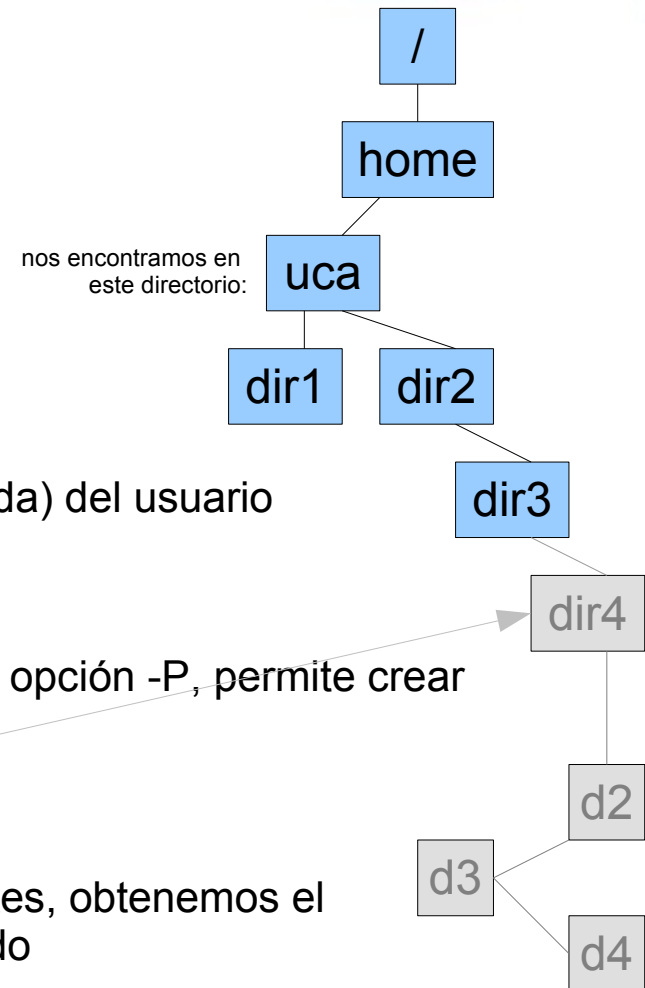 /
home
nos encontramos en
este directorio:
uca
dir1 dir2
da) del usuario
dir3
dir4
opción -P, permite crear
d2
d3
es, obtenemos el
do
d4